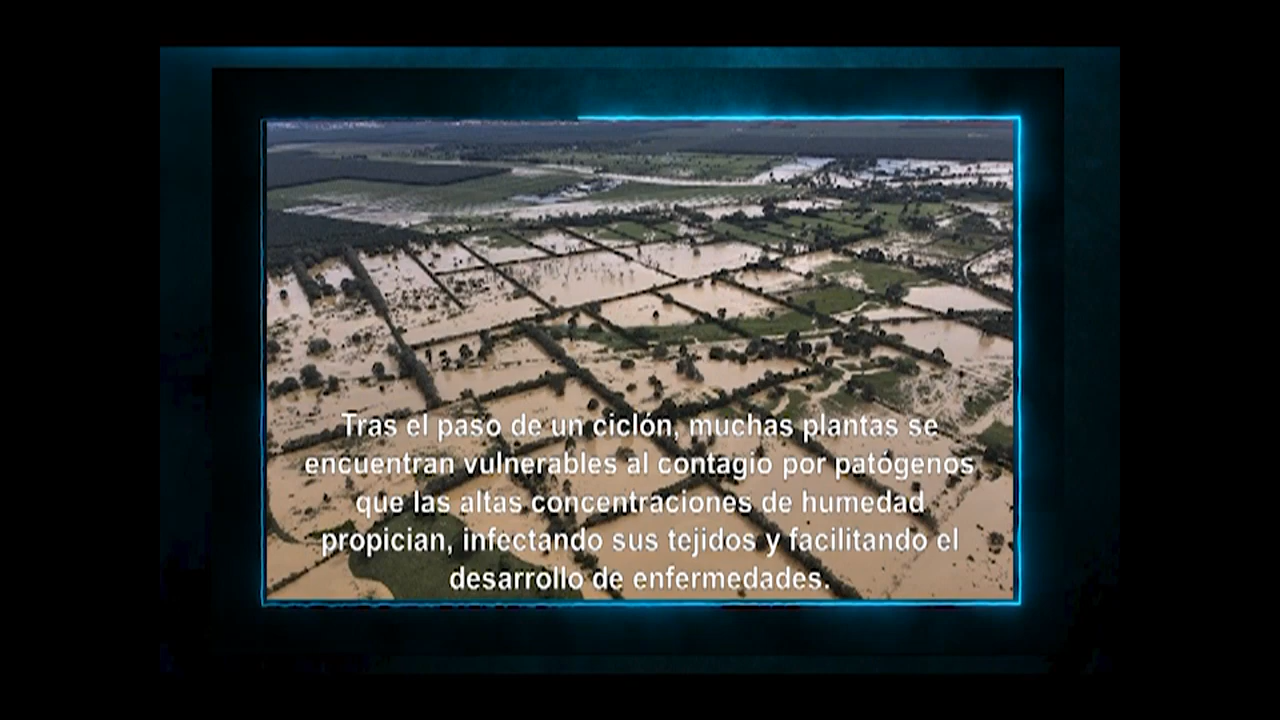 Tras el paso de un ciclón, muchas plantas se
encuentran vulnerables al contagio por patógenos
que las altas concentraciones de humedad
propician, infectando sus tejidos y facilitando el
desarrollo de enfermedades.